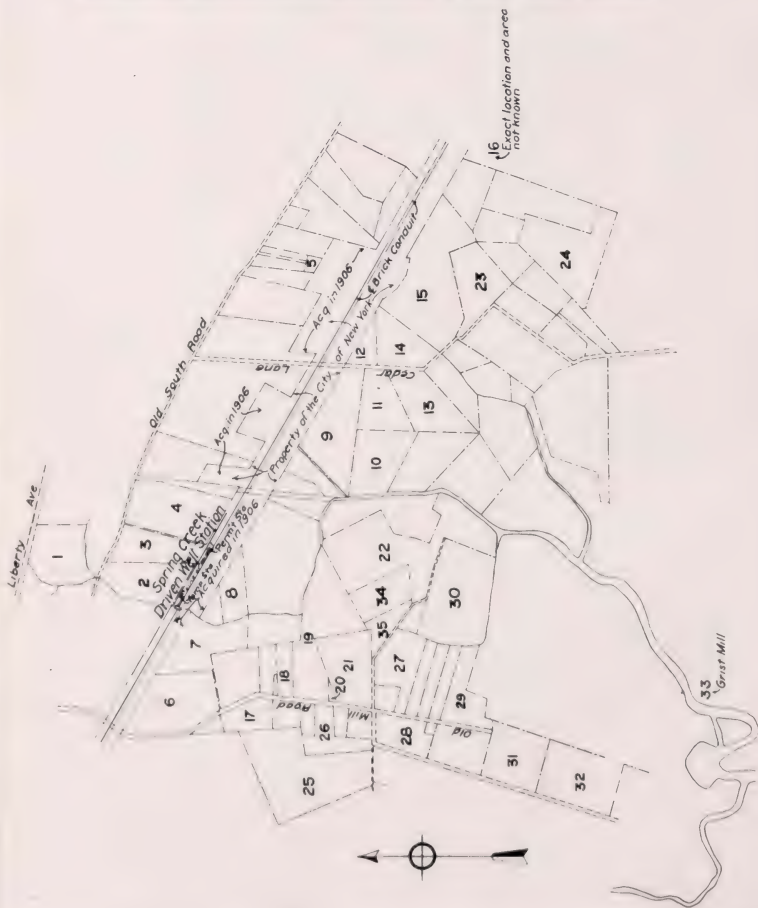 16
Exact location and area
not known
Liberty Ave
1
Old South Road
5
Acq in 1906
Acq in 1906
4
3
2
Spring Creek
Driven Well Station
Acquired in 1906
Property of the City of New York & Brick Conduit
Cedar
Lane
12
15
14
23
24
11
13
9
10
8
7
6
22
34
30
35
19
18
20
21
17
26
25
Old
Mill
Road
27
28
29
31
32
33
Grist Mill